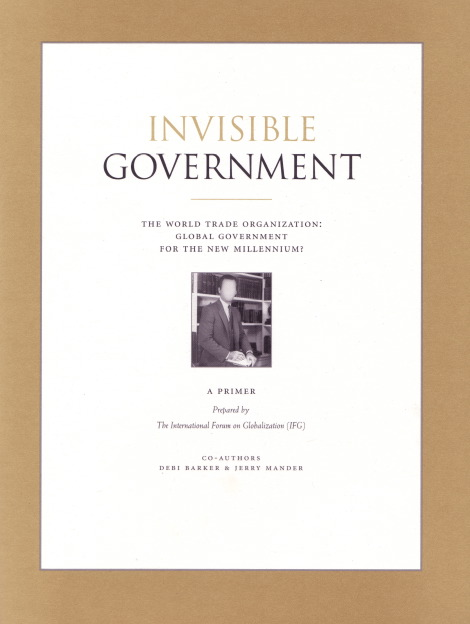 INVISIBLE
GOVERNMENT
THE WORLD TRADE ORGANIZATION:
GLOBAL GOVERNMENT
FOR THE NEW MILLENNIUM?
A PRIMER
Prepared by
The International Forum on Globalization (IFG)
CO-AUTHORS
DEBI BARKER & JERRY MANDER